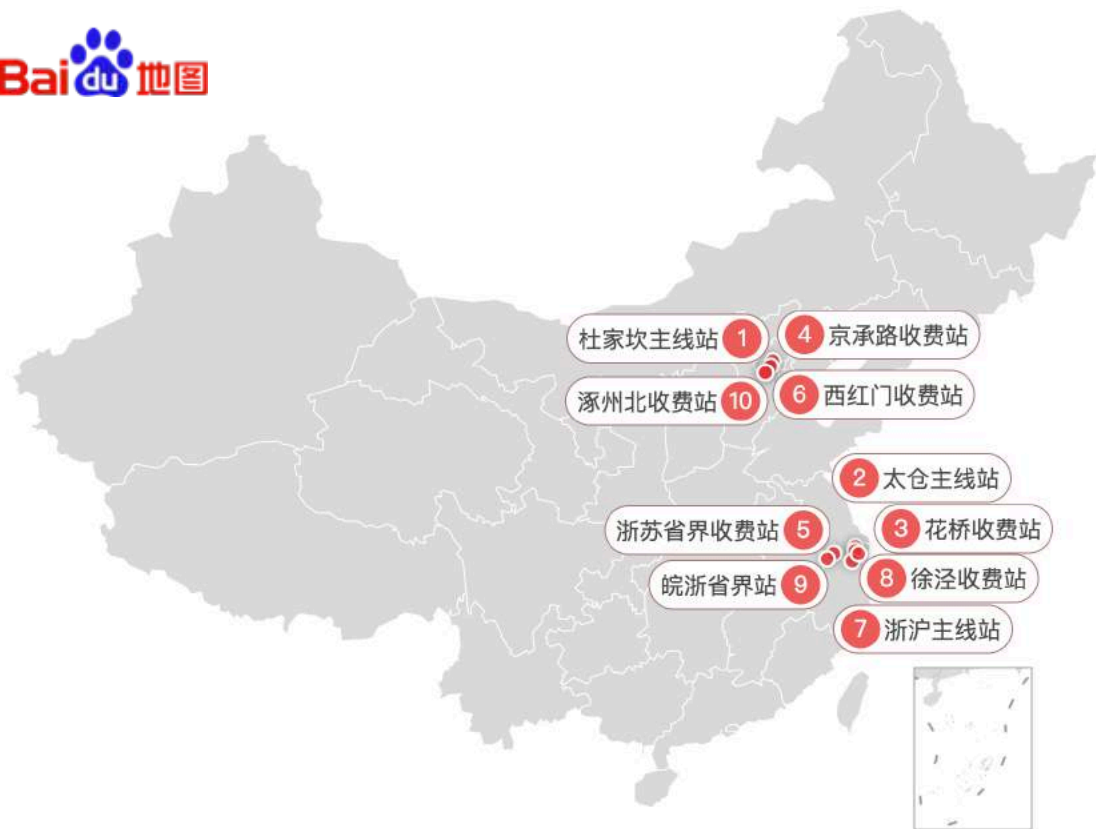 Baidu地图
杜家坎主线站 1
4 京承路收费站
涿州北收费站 10
6 西红门收费站
2 太仓主线站
浙苏省界收费站 5
3 花桥收费站
皖浙省界站 9
8 徐泾收费站
7 浙沪主线站